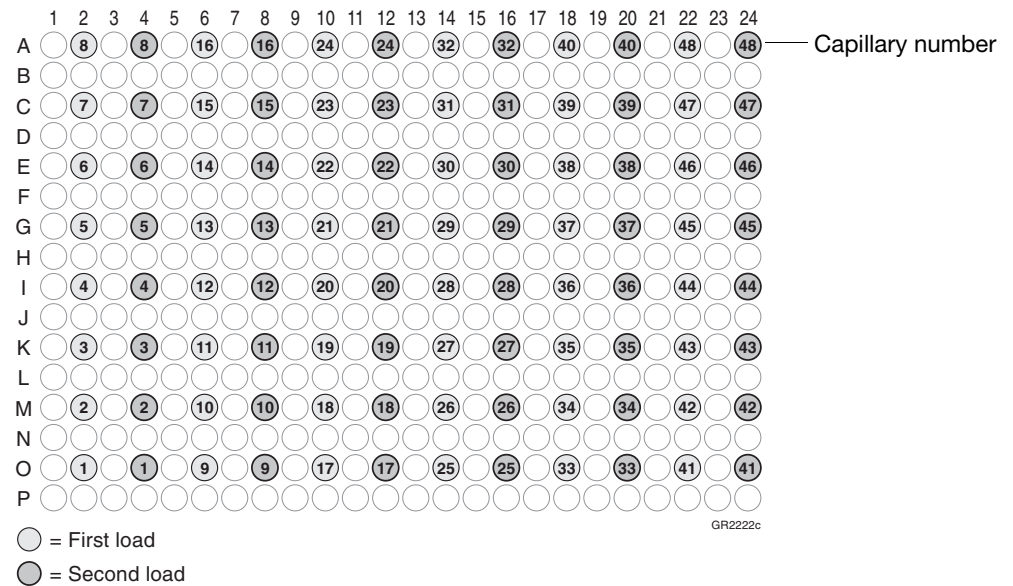 1 2 3 4 5 6 7 8 9 10 11 12 13 14 15 16 17 18 19 20 21 22 23 24
A 8 8 16 16 24 24 32 32 40 40 48 48 Capillary number
B
C 7 7 15 15 23 23 31 31 39 39 47 47
D
E 6 6 14 14 22 22 30 30 38 38 46 46
F
G 5 5 13 13 21 21 29 29 37 37 45 45
H
I 4 4 12 12 20 20 28 28 36 36 44 44
J
K 3 3 11 11 19 19 27 27 35 35 43 43
L
M 2 2 10 10 18 18 26 26 34 34 42 42
N
O 1 1 9 9 17 17 25 25 33 33 41 41
P
GR2222c
= First load
= Second load